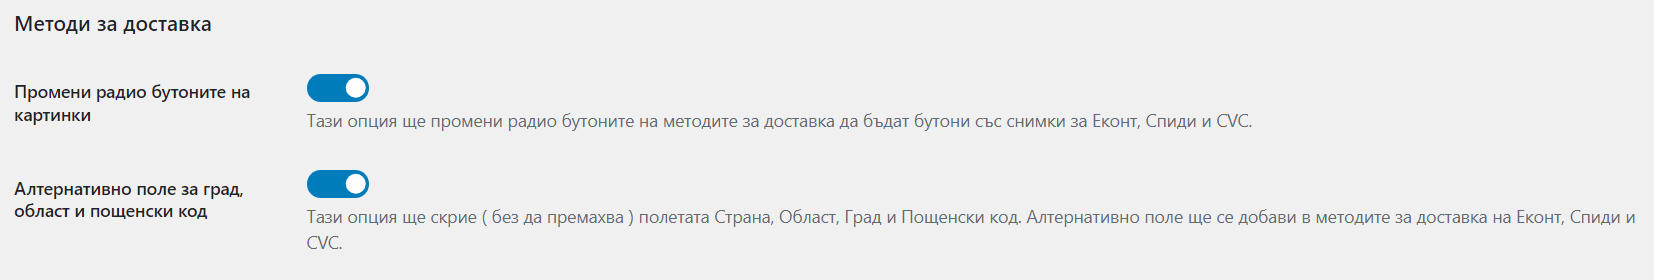 Методи за доставка
Промени радио бутоните на
картинки
Тази опция ще промени радио бутоните на методите за доставка да бъдат бутони със снимки за Еконт, Спиди и CVC.
Алтернативно поле за град,
област и пощенски код
Тази опция ще скрие ( без да премахва ) полетата Страна, Област, Град и Пощенски код. Алтернативно поле ще се добави в методите за доставка на Еконт, Спиди и
CVC.